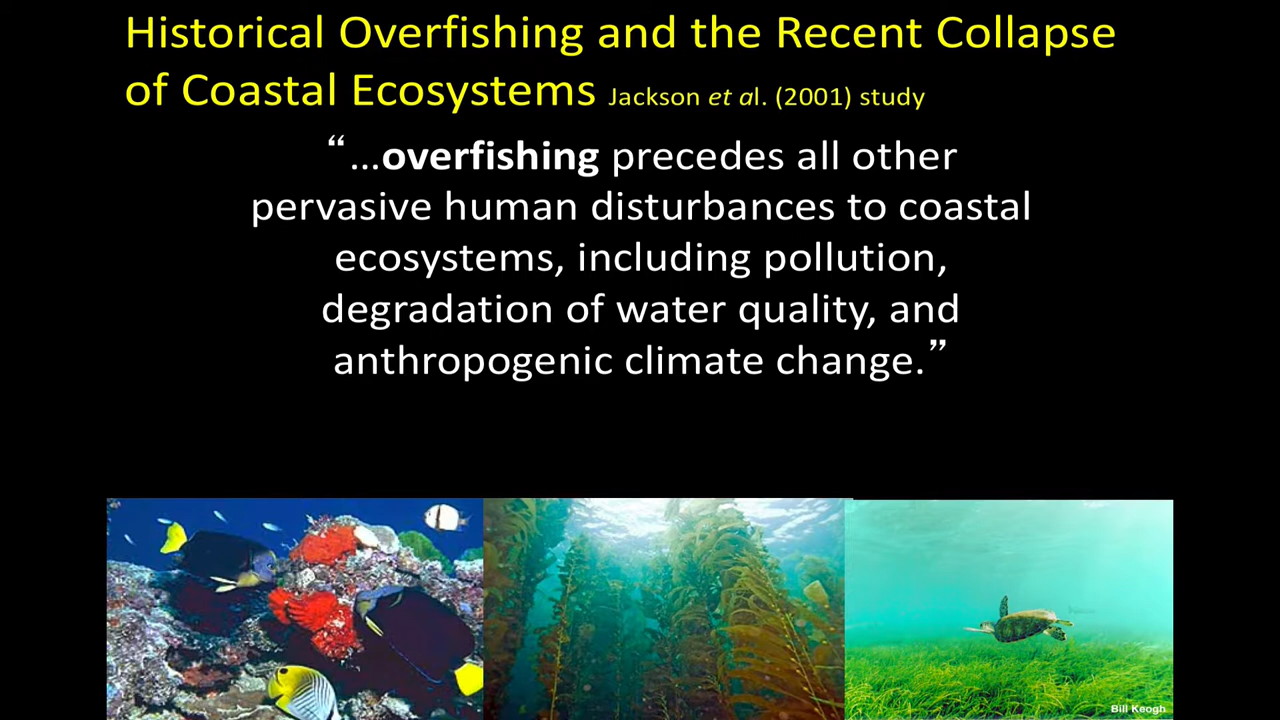 Historical Overfishing and the Recent Collapse
of Coastal Ecosystems Jackson et al. (2001) study
“…overfishing precedes all other
pervasive human disturbances to coastal
ecosystems, including pollution,
degradation of water quality, and
anthropogenic climate change.”
Bill Keogh